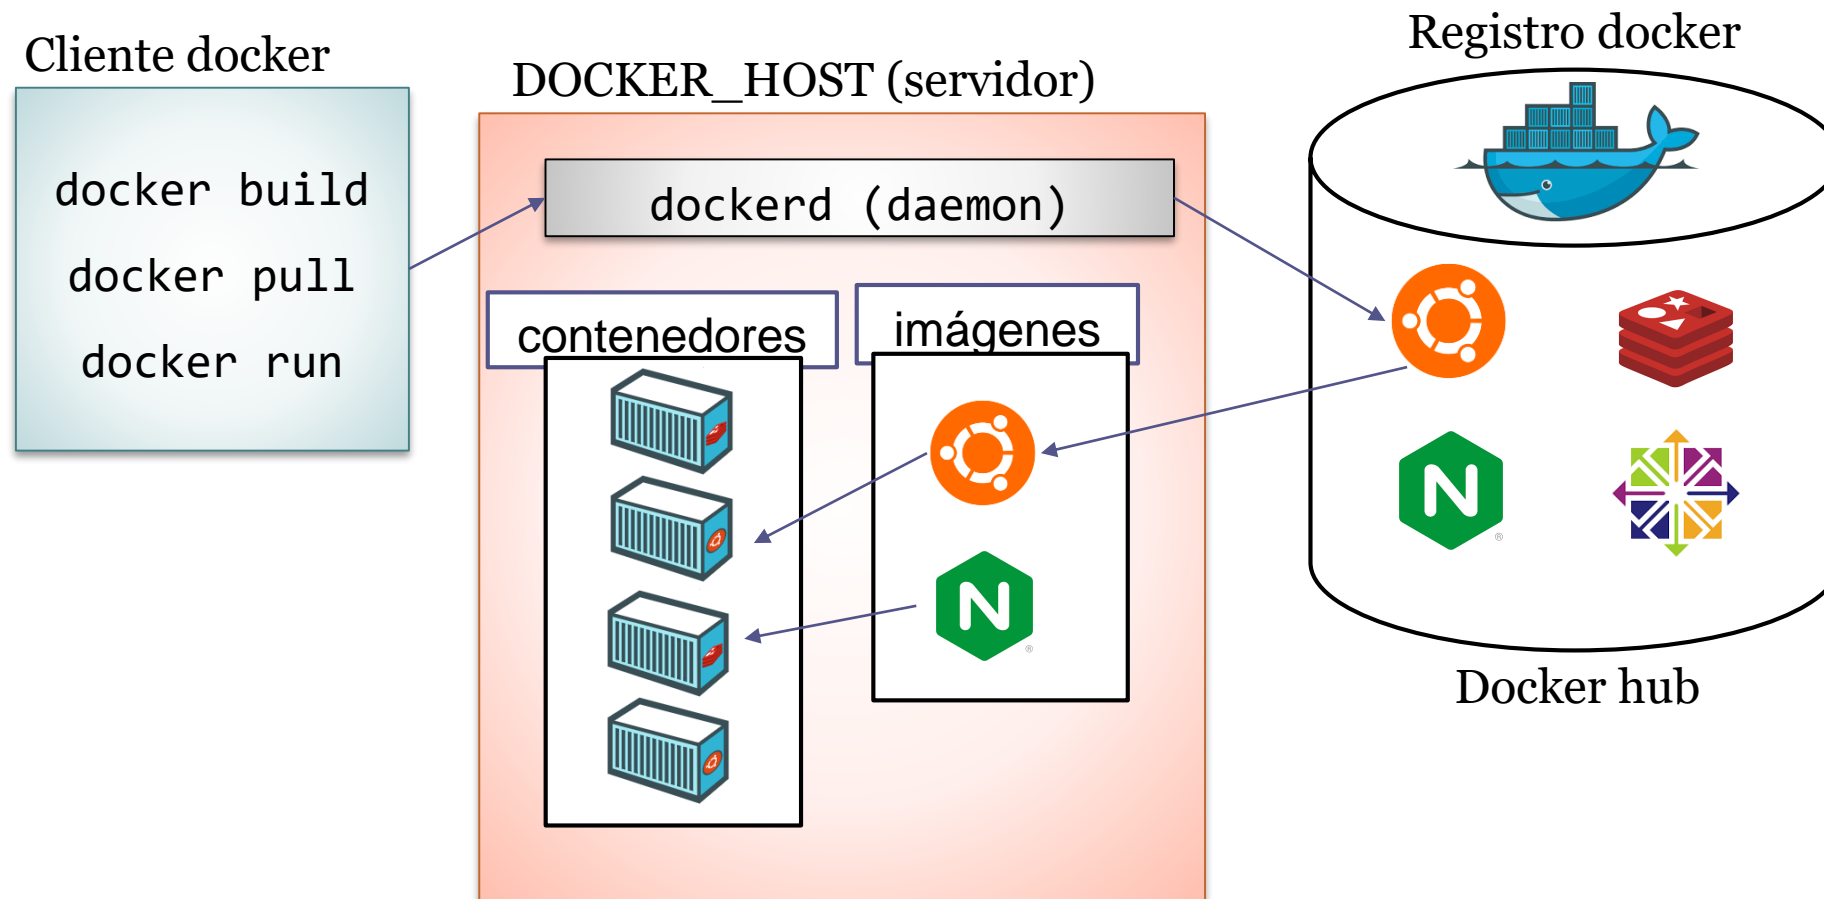 Cliente docker
docker build
docker pull
docker run
DOCKER_HOST (servidor)
dockerd (daemon)
contenedores
imágenes
N
®
Registro docker
N
®
Docker hub